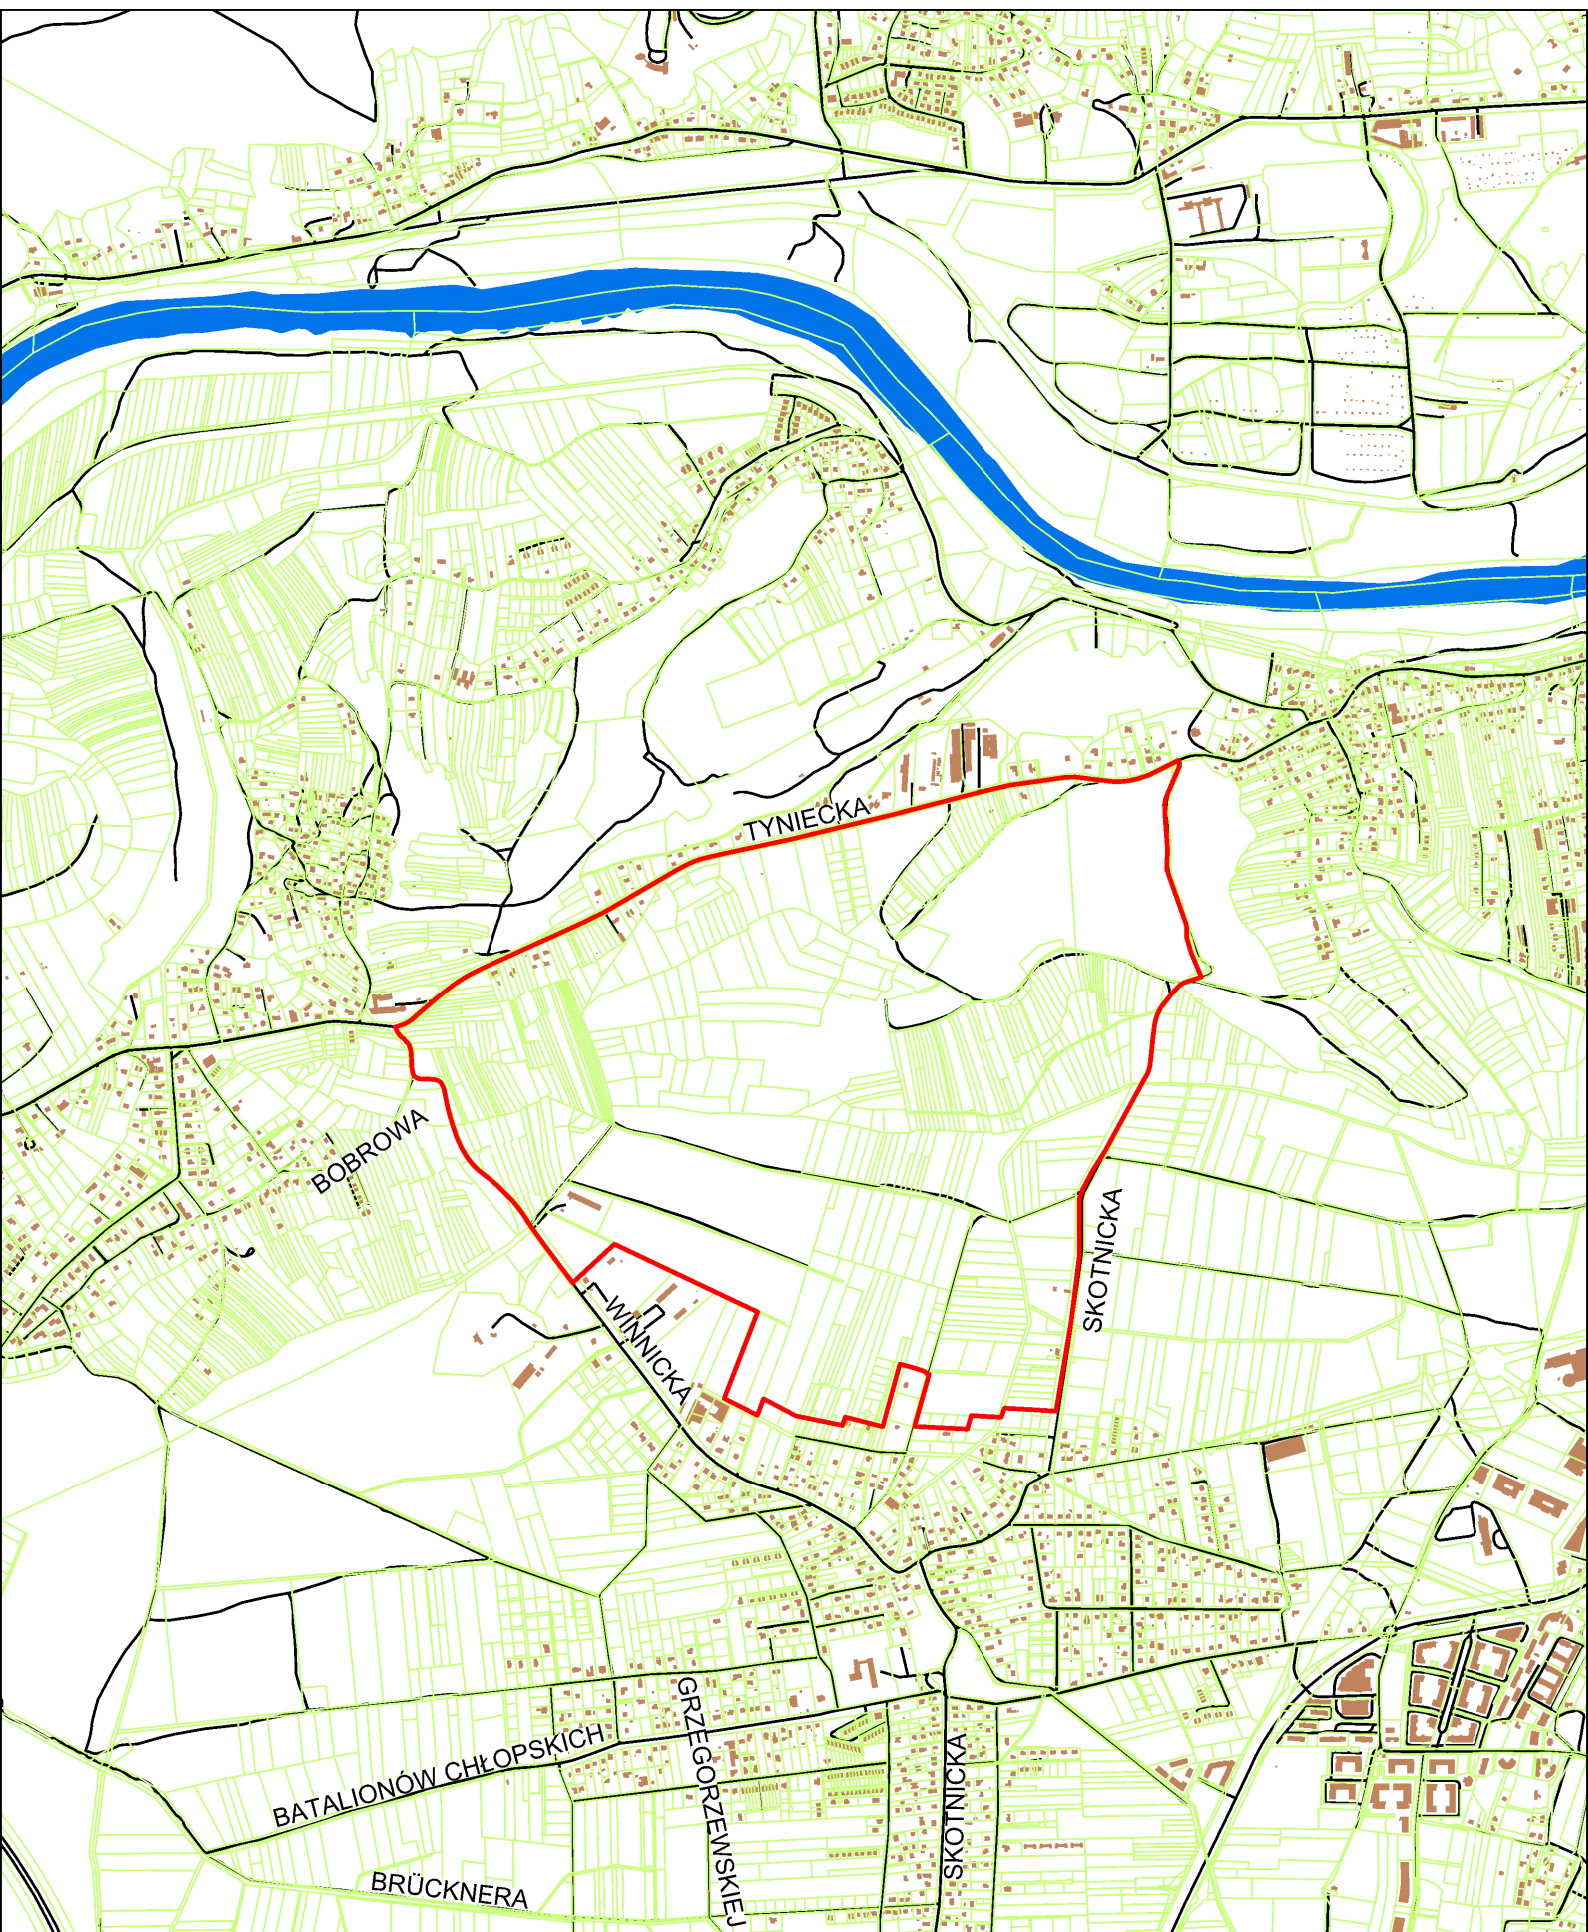 TYNIECKA
BOBROWA
SKOTNICKA
WINNICKA
GRZEGORZEWSKIEJ
BATALIONÓW CHŁOPSKICH
SKOTNICKA
BRÜCKNERA